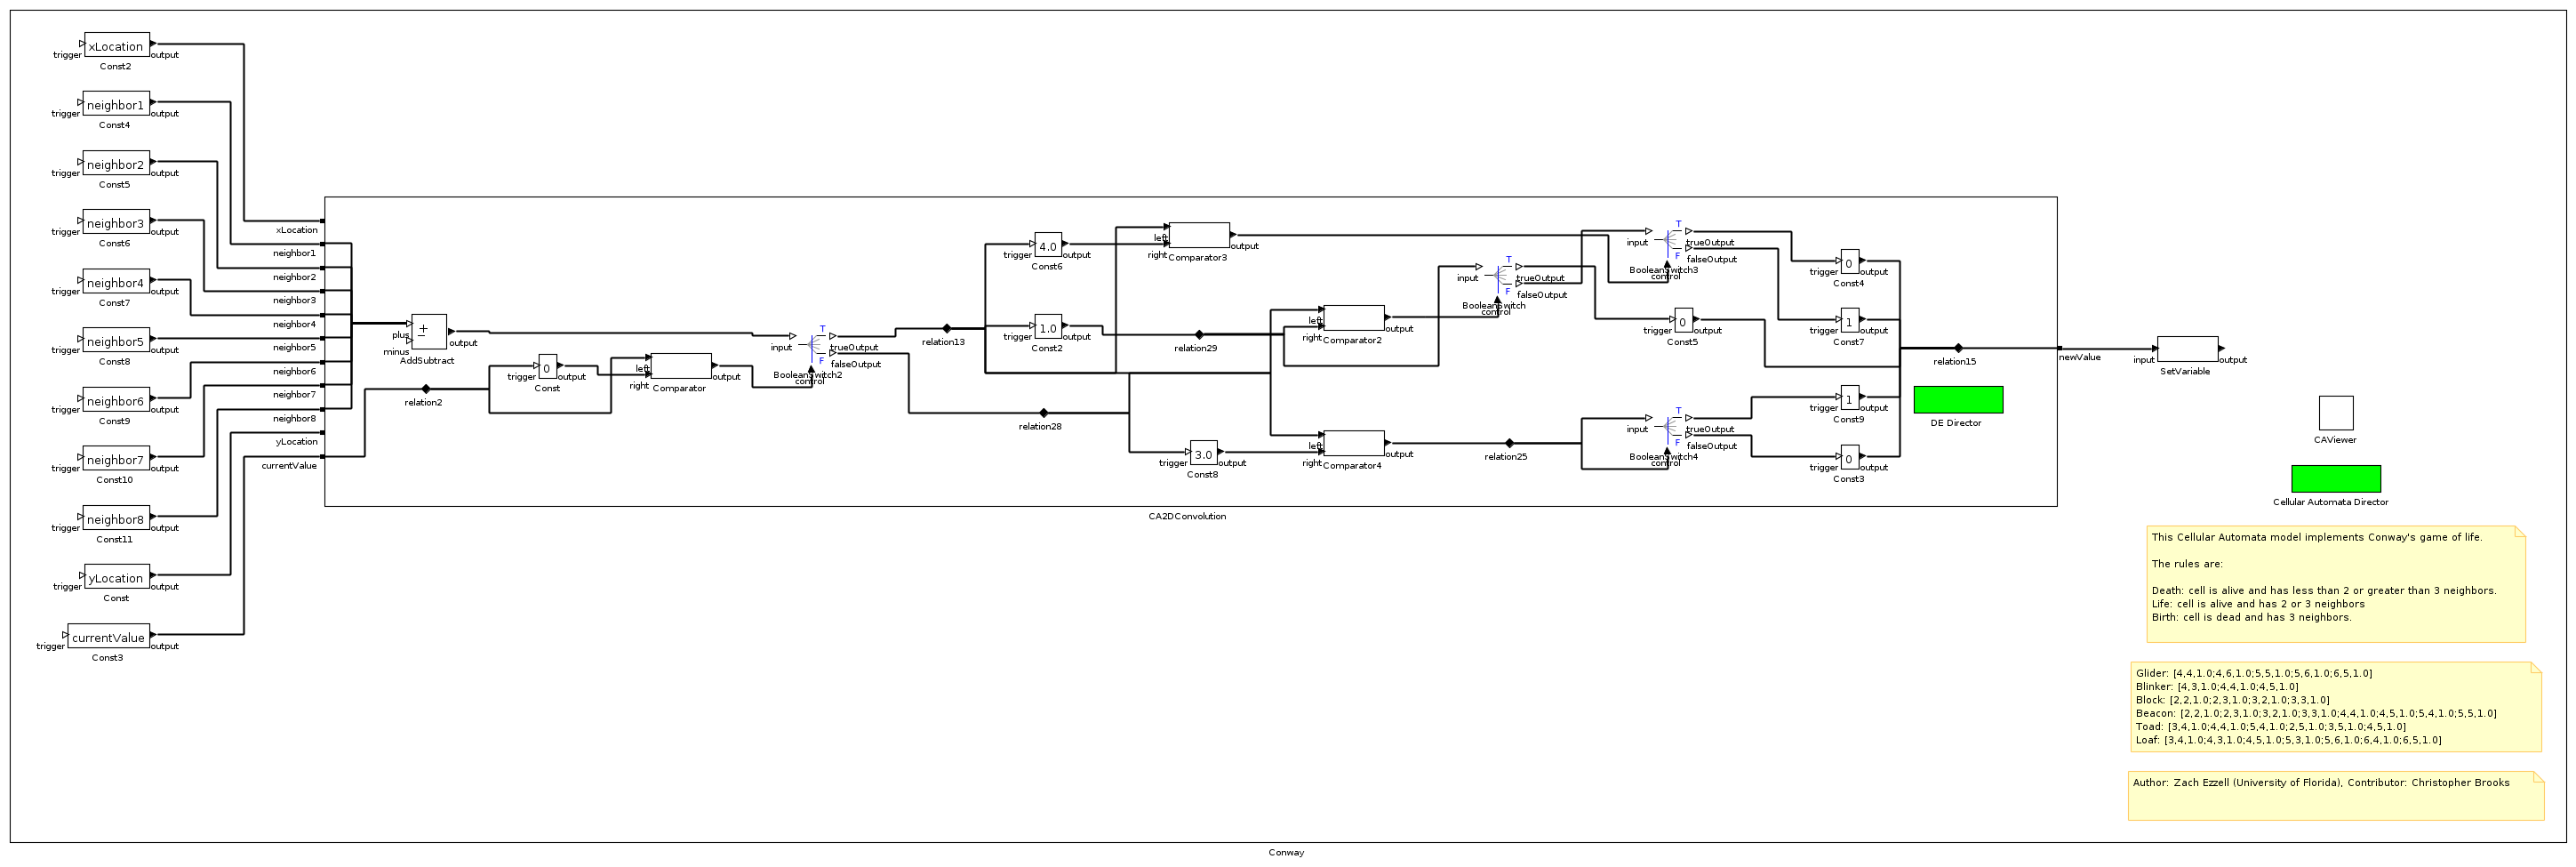 xLocation
trigger
output
Const2
neighbor1
trigger
output
Const4
neighbor2
trigger
output
Const5
neighbor3
trigger
output
Const6
neighbor4
trigger
output
Const7
neighbor5
trigger
output
Const8
neighbor6
trigger
output
Const9
neighbor7
trigger
output
Const10
neighbor8
trigger
output
Const11
yLocation
trigger
output
Const
currentValue
trigger
output
Const3
xLocation
neighbor1
neighbor2
neighbor3
neighbor4
neighbor5
neighbor6
neighbor7
neighbor8
yLocation
currentValue
+
−
plus
minus
output
AddSubtract
relation2
0
trigger
output
Const
left
right
output
Comparator
T
F
input
trueOutput
falseOutput
BooleanSwitch2
control
relation13
relation28
4.0
trigger
output
Const6
1.0
trigger
output
Const2
left
right
output
Comparator3
relation29
3.0
trigger
output
Const8
left
right
output
Comparator2
left
right
output
Comparator4
T
F
input
trueOutput
falseOutput
BooleanSwitch
control
relation25
T
F
input
trueOutput
falseOutput
BooleanSwitch3
control
0
trigger
output
Const5
T
F
input
trueOutput
falseOutput
BooleanSwitch4
control
0
trigger
output
Const4
1
trigger
output
Const7
1
trigger
output
Const9
0
trigger
output
Const3
relation15
DE Director
newValue
CA2DConvolution
input
output
SetVariable
CAViewer
Cellular Automata Director
This Cellular Automata model implements Conway's game of life.
The rules are:
Death: cell is alive and has less than 2 or greater than 3 neighbors.
Life: cell is alive and has 2 or 3 neighbors
Birth: cell is dead and has 3 neighbors.
Glider: [4,4,1.0;4,6,1.0;5,5,1.0;5,6,1.0;6,5,1.0]
Blinker: [4,3,1.0;4,4,1.0;4,5,1.0]
Block: [2,2,1.0;2,3,1.0;3,2,1.0;3,3,1.0]
Beacon: [2,2,1.0;2,3,1.0;3,2,1.0;3,3,1.0;4,4,1.0;4,5,1.0;5,4,1.0;5,5,1.0]
Toad: [3,4,1.0;4,4,1.0;5,4,1.0;2,5,1.0;3,5,1.0;4,5,1.0]
Loaf: [3,4,1.0;4,3,1.0;4,5,1.0;5,3,1.0;5,6,1.0;6,4,1.0;6,5,1.0]
Author: Zach Ezzell (University of Florida), Contributor: Christopher Brooks
Conway